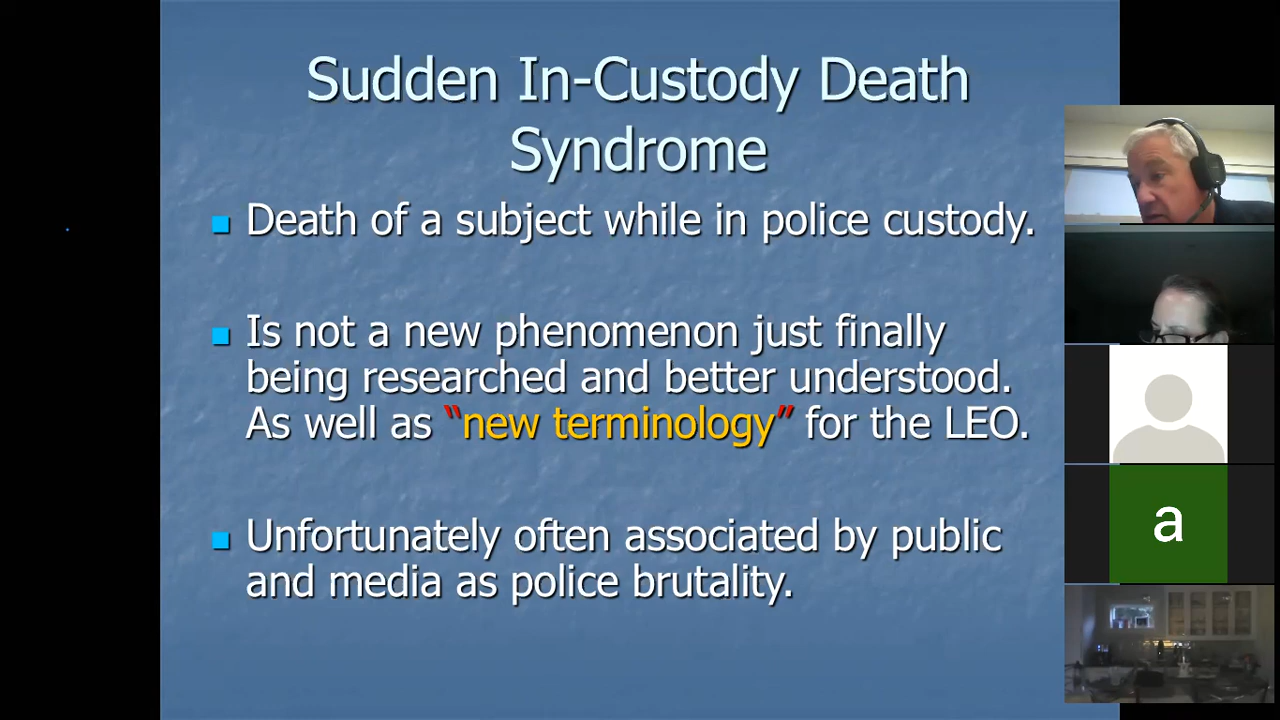 Sudden In-Custody Death
Syndrome
Death of a subject while in police custody.
Is not a new phenomenon just finally
being researched and better understood.
As well as “new terminology” for the LEO.
Unfortunately often associated by public
and media as police brutality.
a